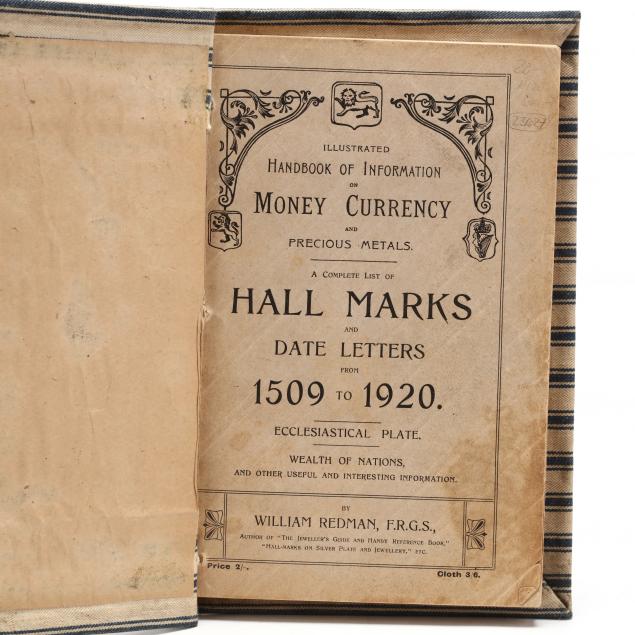 ILLUSTRATED
HANDBOOK OF INFORMATION
ON
MONEY CURRENCY
AND
PRECIOUS METALS.
A COMPLETE LIST OF
HALL MARKS
AND
DATE LETTERS
FROM
1509 TO 1920.
ECCLESIASTICAL PLATE,
WEALTH OF NATIONS,
AND OTHER USEFUL AND INTERESTING INFORMATION.
BY
WILLIAM REDMAN, F.R.G.S.,
AUTHOR OF "THE JEWELLER'S GUIDE AND HANDY REFERENCE BOOK,"
"HALL-MARKS ON SILVER PLATE AND JEWELLERY," ETC.
Price 2/-. Cloth 3/6.